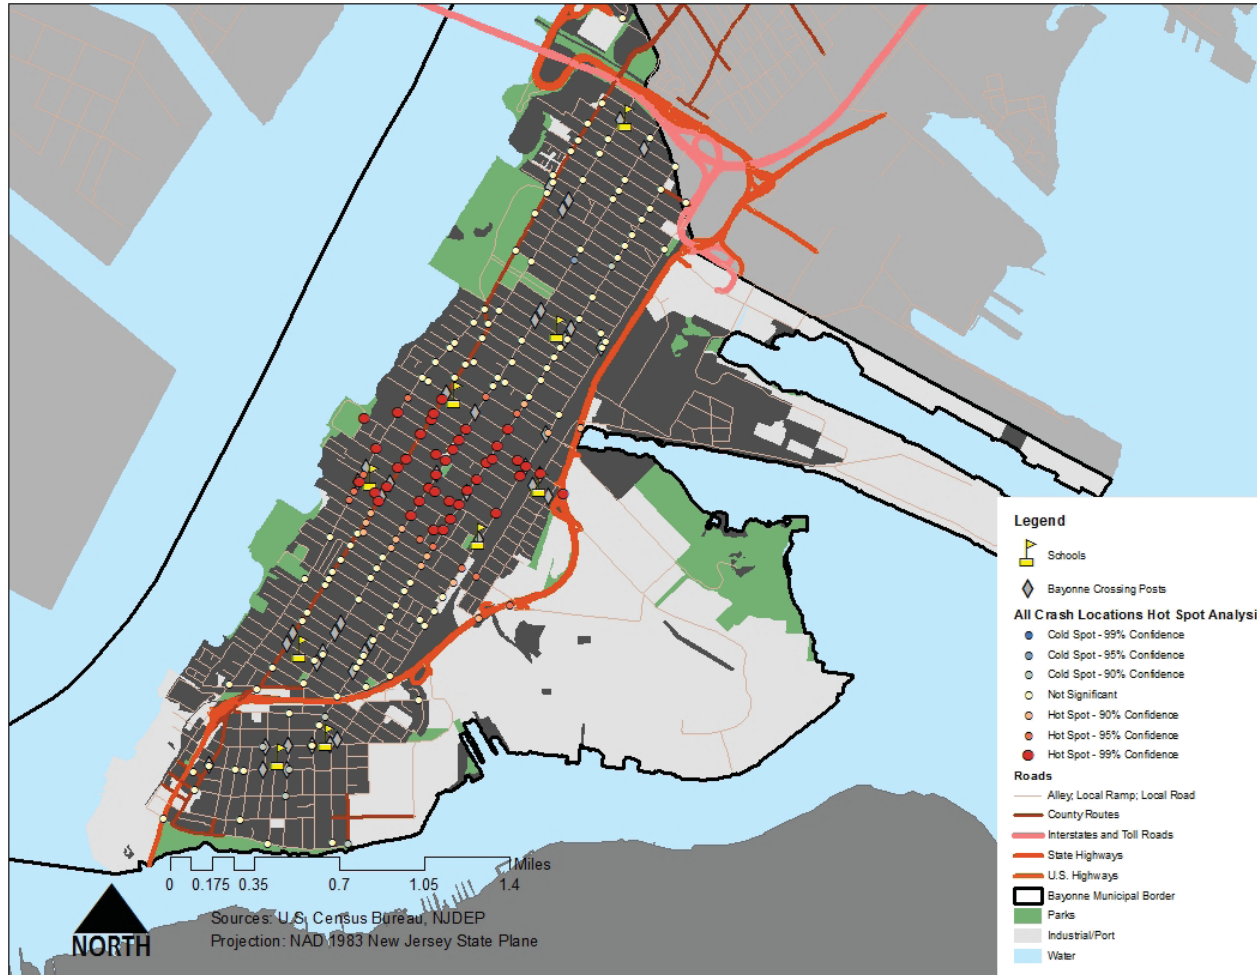 Legend
Schools
Bayonne Crossing Posts
All Crash Locations Hot Spot Analysi
Cold Spot - 99% Confidence
Cold Spot - 95% Confidence
Cold Spot - 90% Confidence
Not Significant
Hot Spot - 90% Confidence
Hot Spot - 95% Confidence
Hot Spot - 99% Confidence
Roads
Alley; Local Ramp; Local Road
County Routes
Interstates and Toll Roads
State Highways
U.S. Highways
Bayonne Municipal Border
Parks
Industrial/Port
Water
Miles
0 0.175 0.35 0.7 1.05 1.4
Sources: U.S. Census Bureau, NJDEP
Projection: NAD 1983 New Jersey State Plane
NORTH